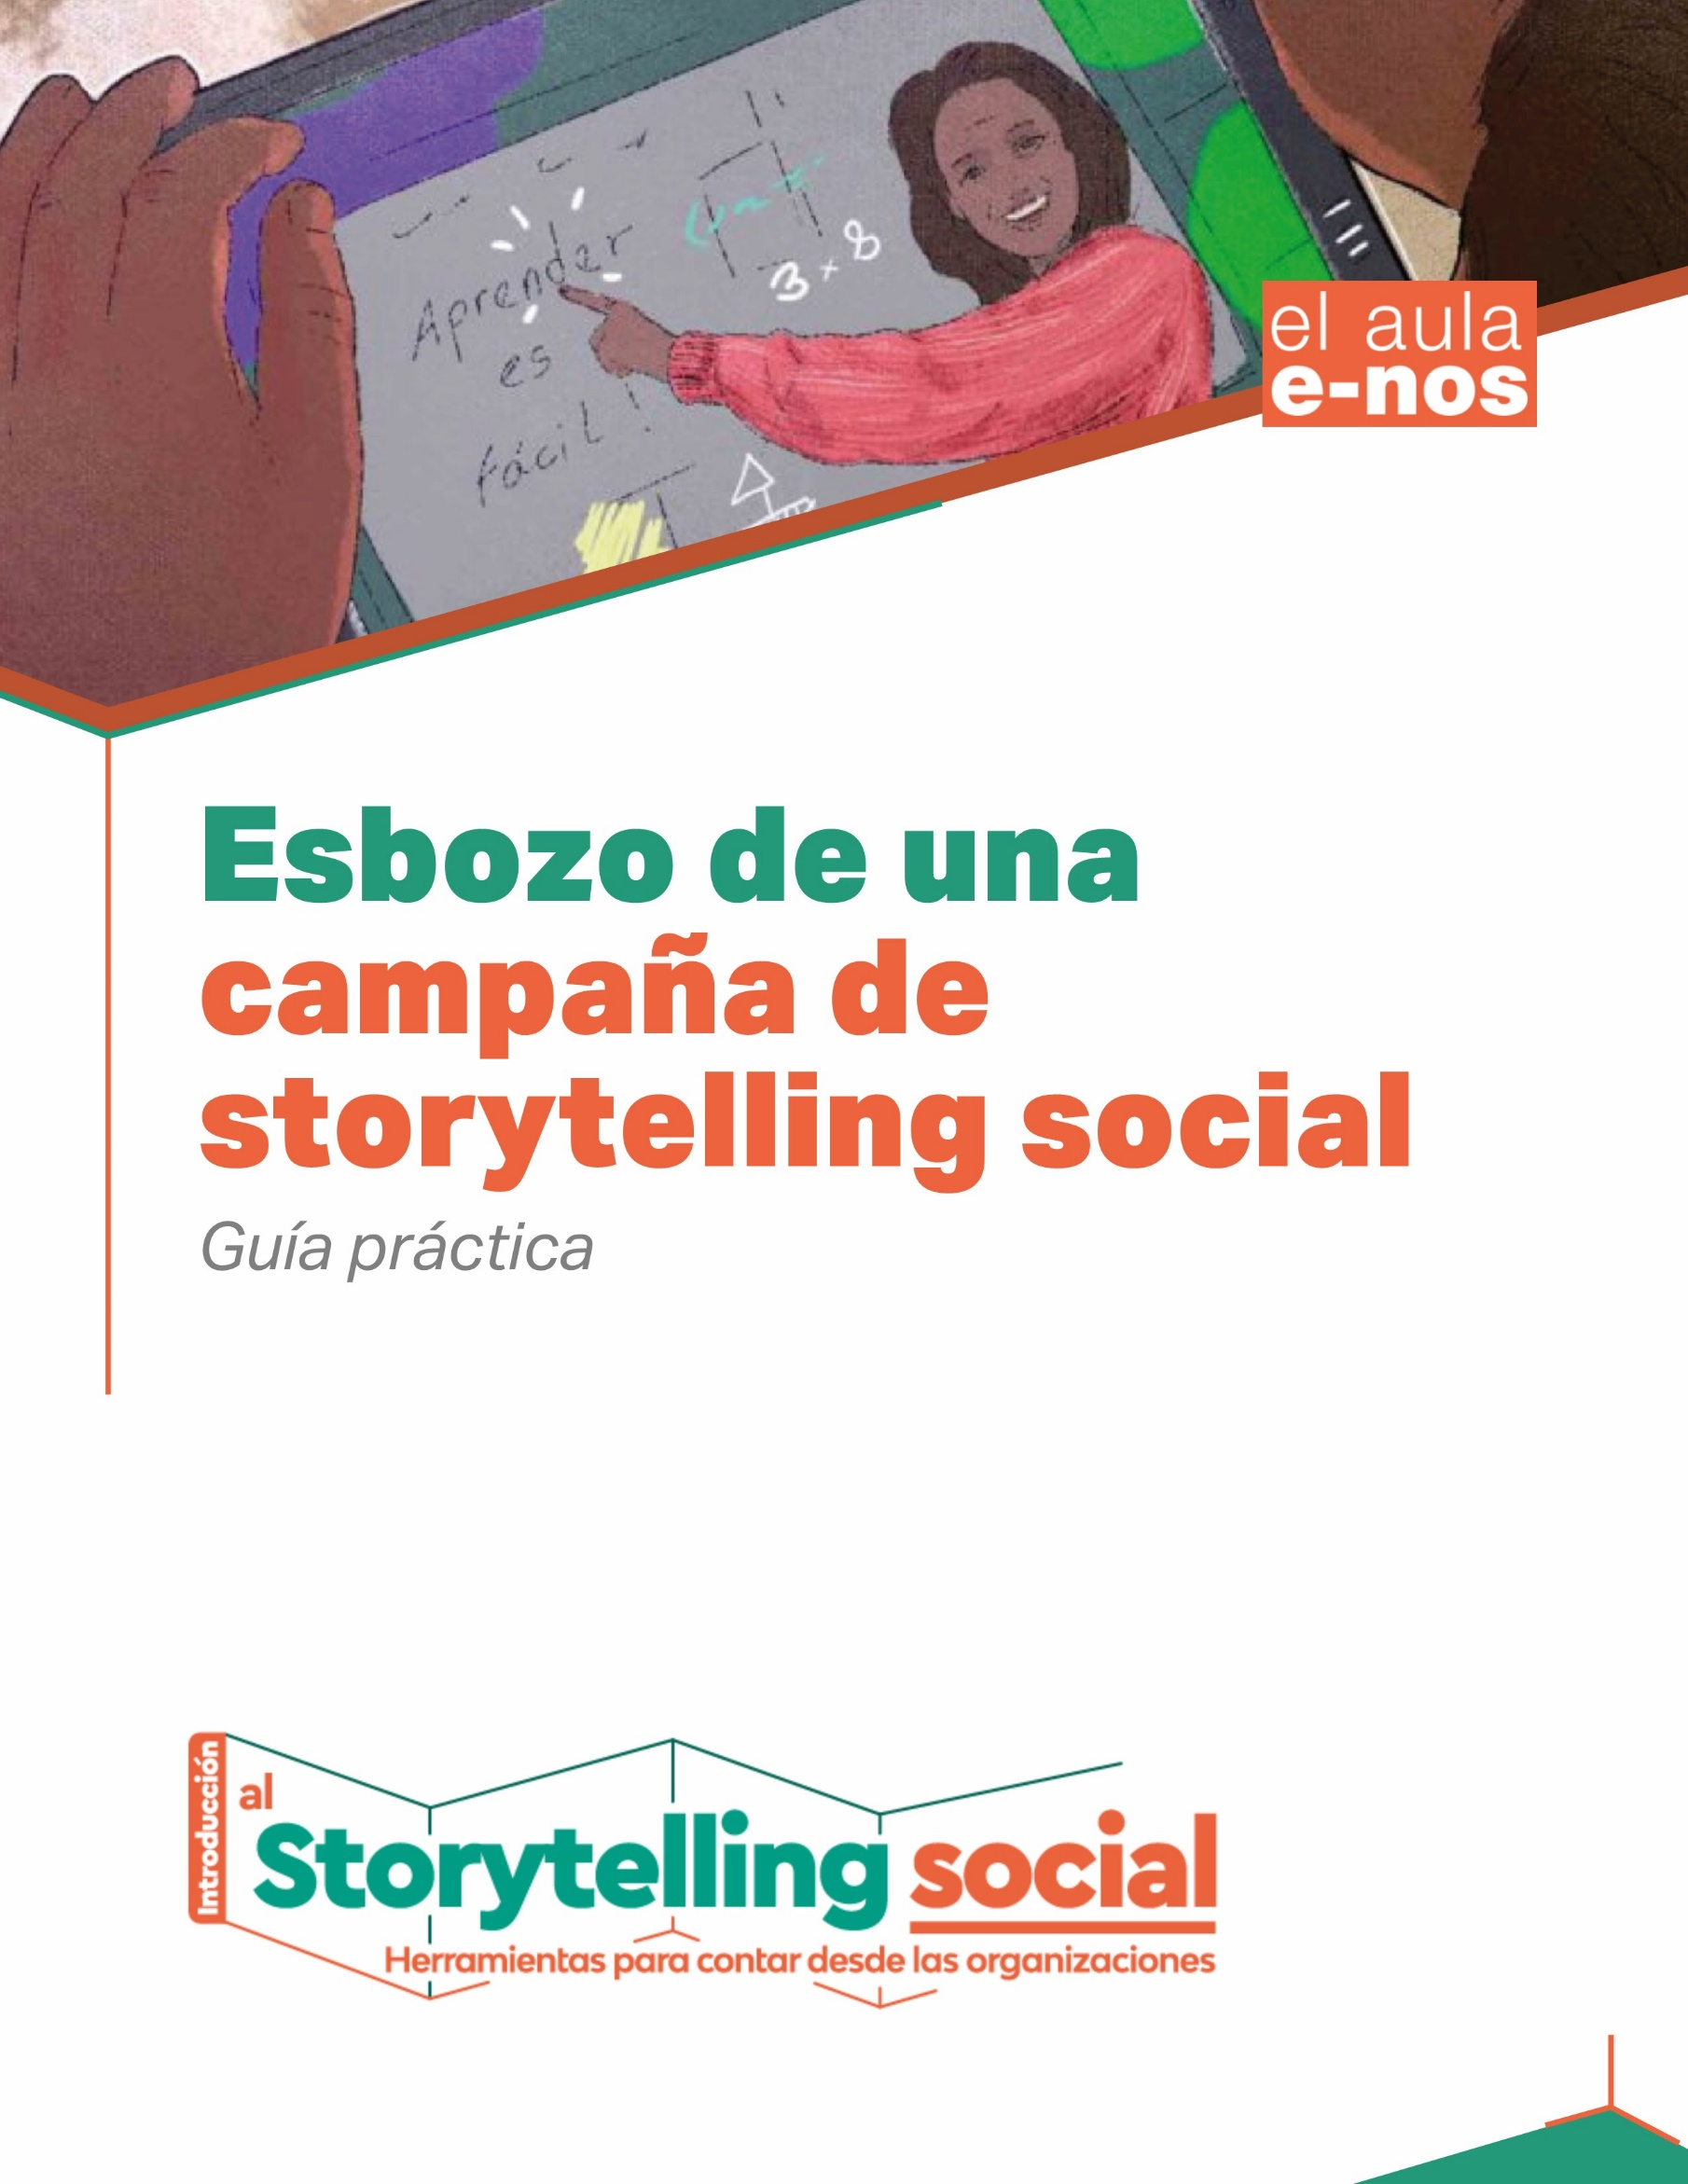 Aprender
es
fácil!
3 x 8
el aula
e-nos
Esbozo de una
campaña de
storytelling social
Guía práctica
Introducción
al
Storytelling social
Herramientas para contar desde las organizaciones